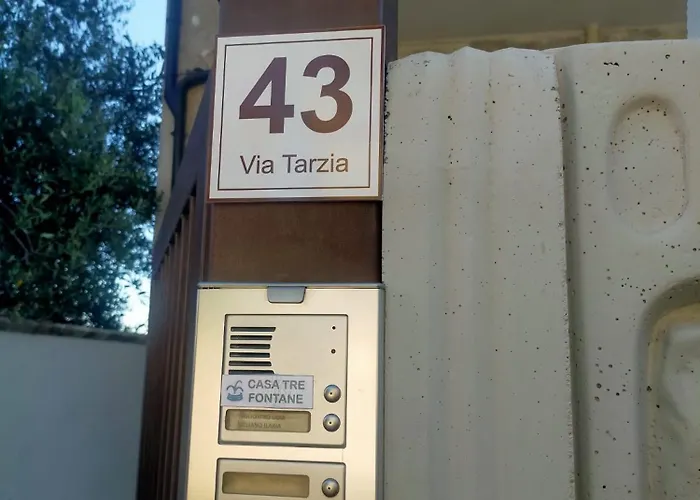 43
Via Tarzia
CASA TRE
FONTANE